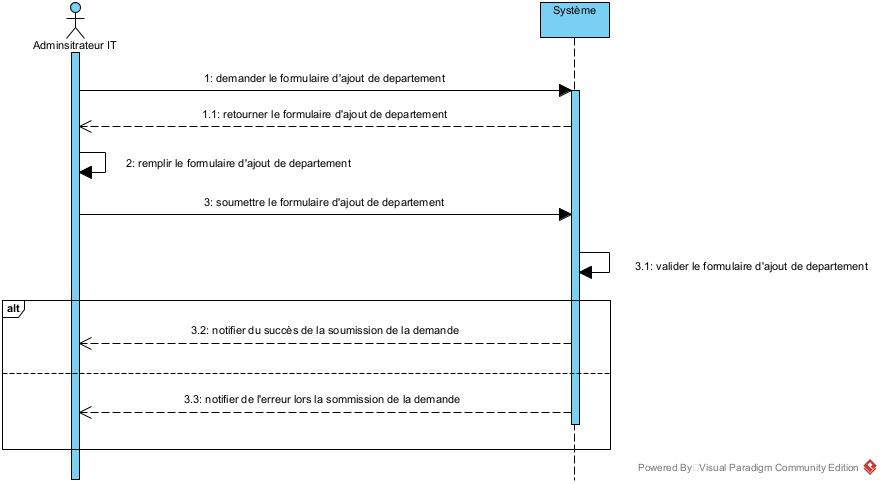 Système
Adminsitrateur IT
1: demander le formulaire d'ajout de departement
1.1: retourner le formulaire d'ajout de departement
2: remplir le formulaire d'ajout de departement
3: soumettre le formulaire d'ajout de departement
3.1: valider le formulaire d'ajout de departement
alt
3.2: notifier du succès de la soumission de la demande
3.3: notifier de l'erreur lors la sommission de la demande
Powered By Visual Paradigm Community Edition